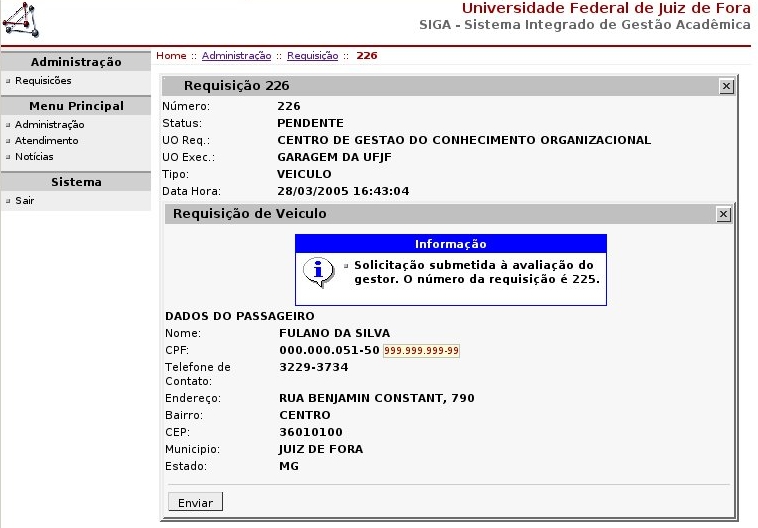 Universidade Federal de Juiz de Fora
SIGA - Sistema Integrado de Gestão Acadêmica
Administração
Requisicões
Menu Principal
Administração
Atendimento
Notícias
Sistema
Sair
Home :: Administração :: Requisição :: 226
Requisição 226
Número: 226
Status: PENDENTE
UO Req.: CENTRO DE GESTAO DO CONHECIMENTO ORGANIZACIONAL
UO Exec.: GARAGEM DA UFJF
Tipo: VEICULO
Data Hora: 28/03/2005 16:43:04
Requisição de Veiculo
Informação
Solicitação submetida à avaliação do
gestor. O número da requisição é 225.
DADOS DO PASSAGEIRO
Nome: FULANO DA SILVA
CPF: 000.000.051-50 999.999.999-99
Telefone de
Contato: 3229-3734
Endereço: RUA BENJAMIN CONSTANT, 790
Bairro: CENTRO
CEP: 36010100
Municipio: JUIZ DE FORA
Estado: MG
Enviar